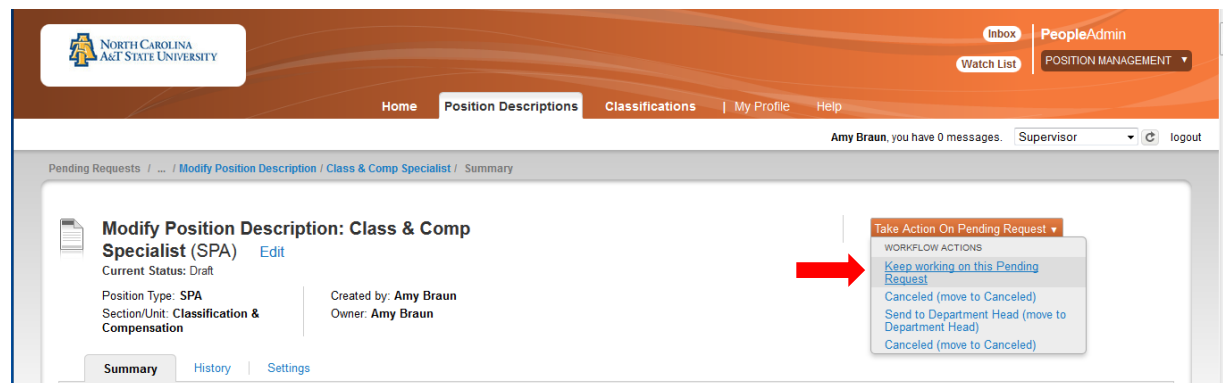 North Carolina
A&T State University
Inbox
PeopleAdmin
Watch List
POSITION MANAGEMENT
Home Position Descriptions Classifications | My Profile Help
Amy Braun, you have 0 messages. Supervisor logout
Pending Requests / ... / Modify Position Description / Class & Comp Specialist / Summary
Modify Position Description: Class & Comp
Specialist (SPA) Edit
Current Status: Draft
Position Type: SPA
Section/Unit: Classification &
Compensation
Created by: Amy Braun
Owner: Amy Braun
Take Action On Pending Request
WORKFLOW ACTIONS
Keep working on this Pending
Request
Canceled (move to Canceled)
Send to Department Head (move to
Department Head)
Canceled (move to Canceled)
Summary History Settings